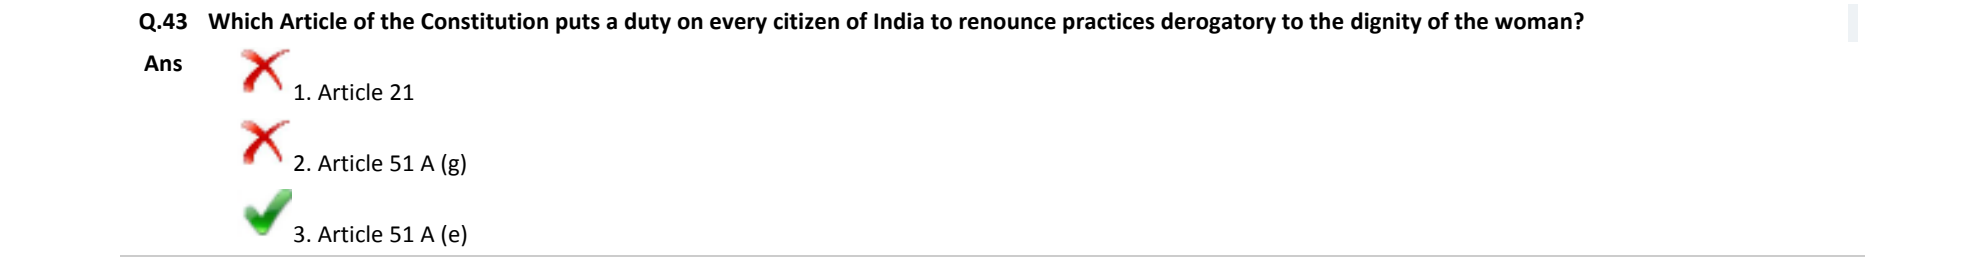 Q.43 Which Article of the Constitution puts a duty on every citizen of India to renounce practices derogatory to the dignity of the woman?
Ans
1. Article 21
2. Article 51 A (g)
3. Article 51 A (e)